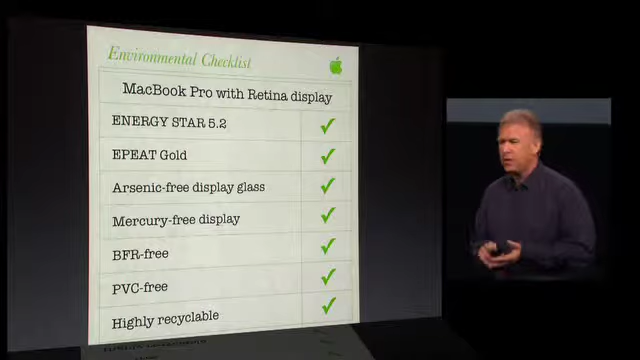 Environmental Checklist
MacBook Pro with Retina display
ENERGY STAR 5.2
EPEAT Gold
Arsenic-free display glass
Mercury-free display
BFR-free
PVC-free
Highly recyclable